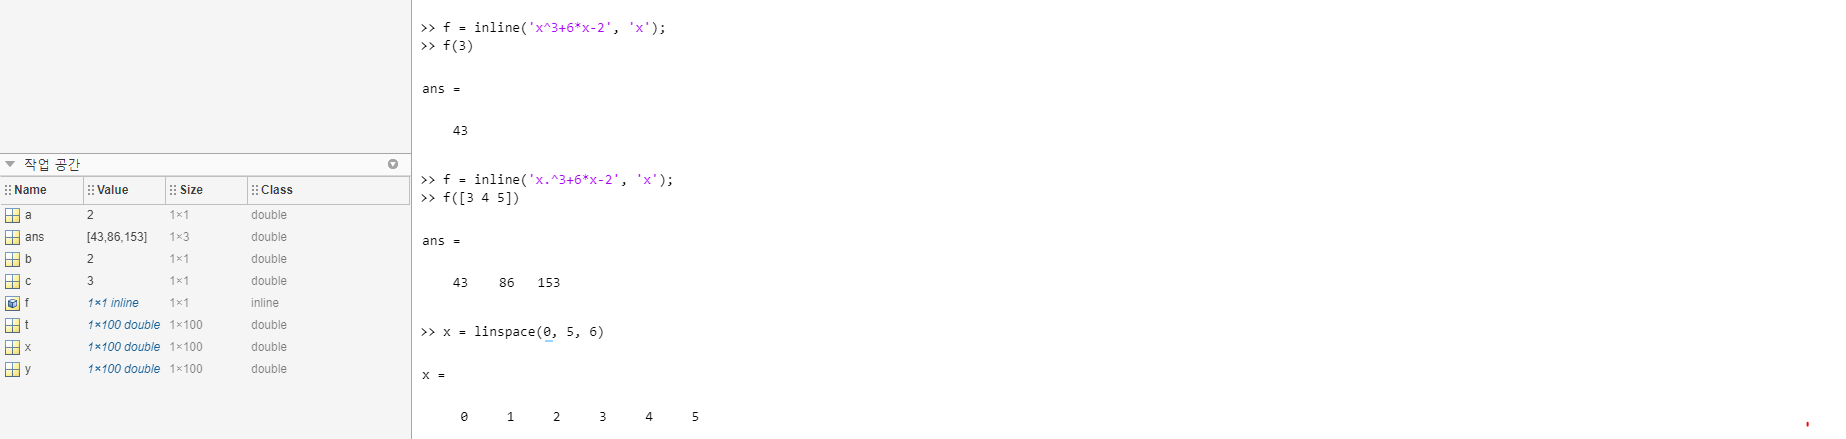 작업 공간
Name Value Size Class
a 2 1×1 double
ans [43,86,153] 1×3 double
b 2 1×1 double
c 3 1×1 double
f 1×1 inline 1×1 inline
t 1×100 double 1×100 double
x 1×100 double 1×100 double
y 1×100 double 1×100 double
>> f = inline('x^3+6*x-2', 'x');
>> f(3)
ans =
43
>> f = inline('x.^3+6*x-2', 'x');
>> f([3 4 5])
ans =
43 86 153
>> x = linspace(0, 5, 6)
x =
0 1 2 3 4 5